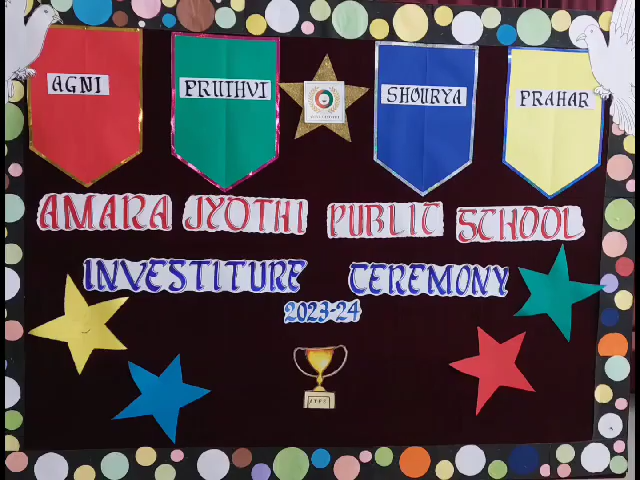 AGNI
PRUTHVI
SHOURYA
PRAHAR
AMARA JYOTHI PUBLIC SCHOOL
INVESTITURE CEREMONY
2023-24